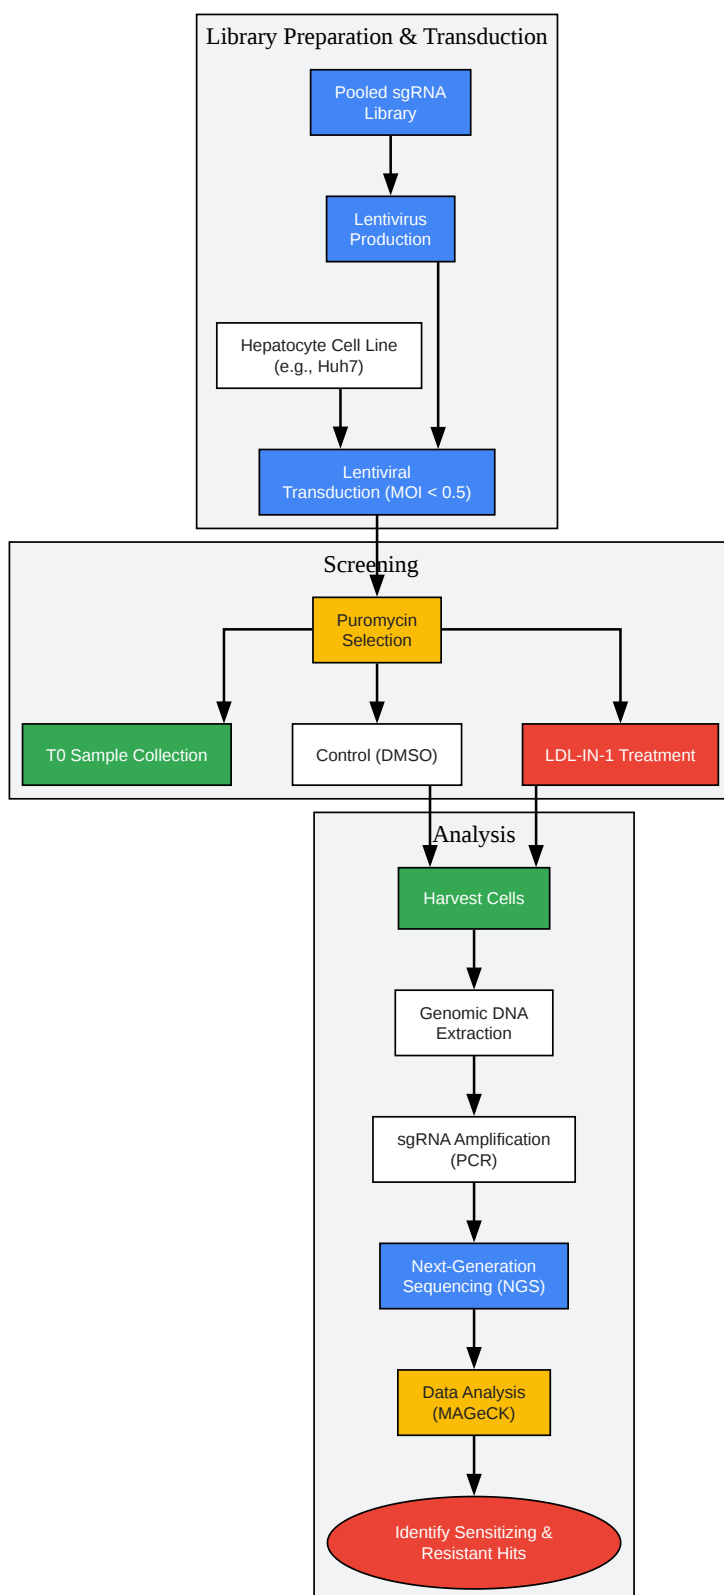 Library Preparation & Transduction
Pooled sgRNA
Library
Lentivirus
Production
Hepatocyte Cell Line
(e.g., Huh7)
Lentiviral
Transduction (MOI < 0.5)
Screening
Puromycin
Selection
T0 Sample Collection
Control (DMSO)
LDL-IN-1 Treatment
Analysis
Harvest Cells
Genomic DNA
Extraction
sgRNA Amplification
(PCR)
Next-Generation
Sequencing (NGS)
Data Analysis
(MAGeCK)
Identify Sensitizing &
Resistant Hits